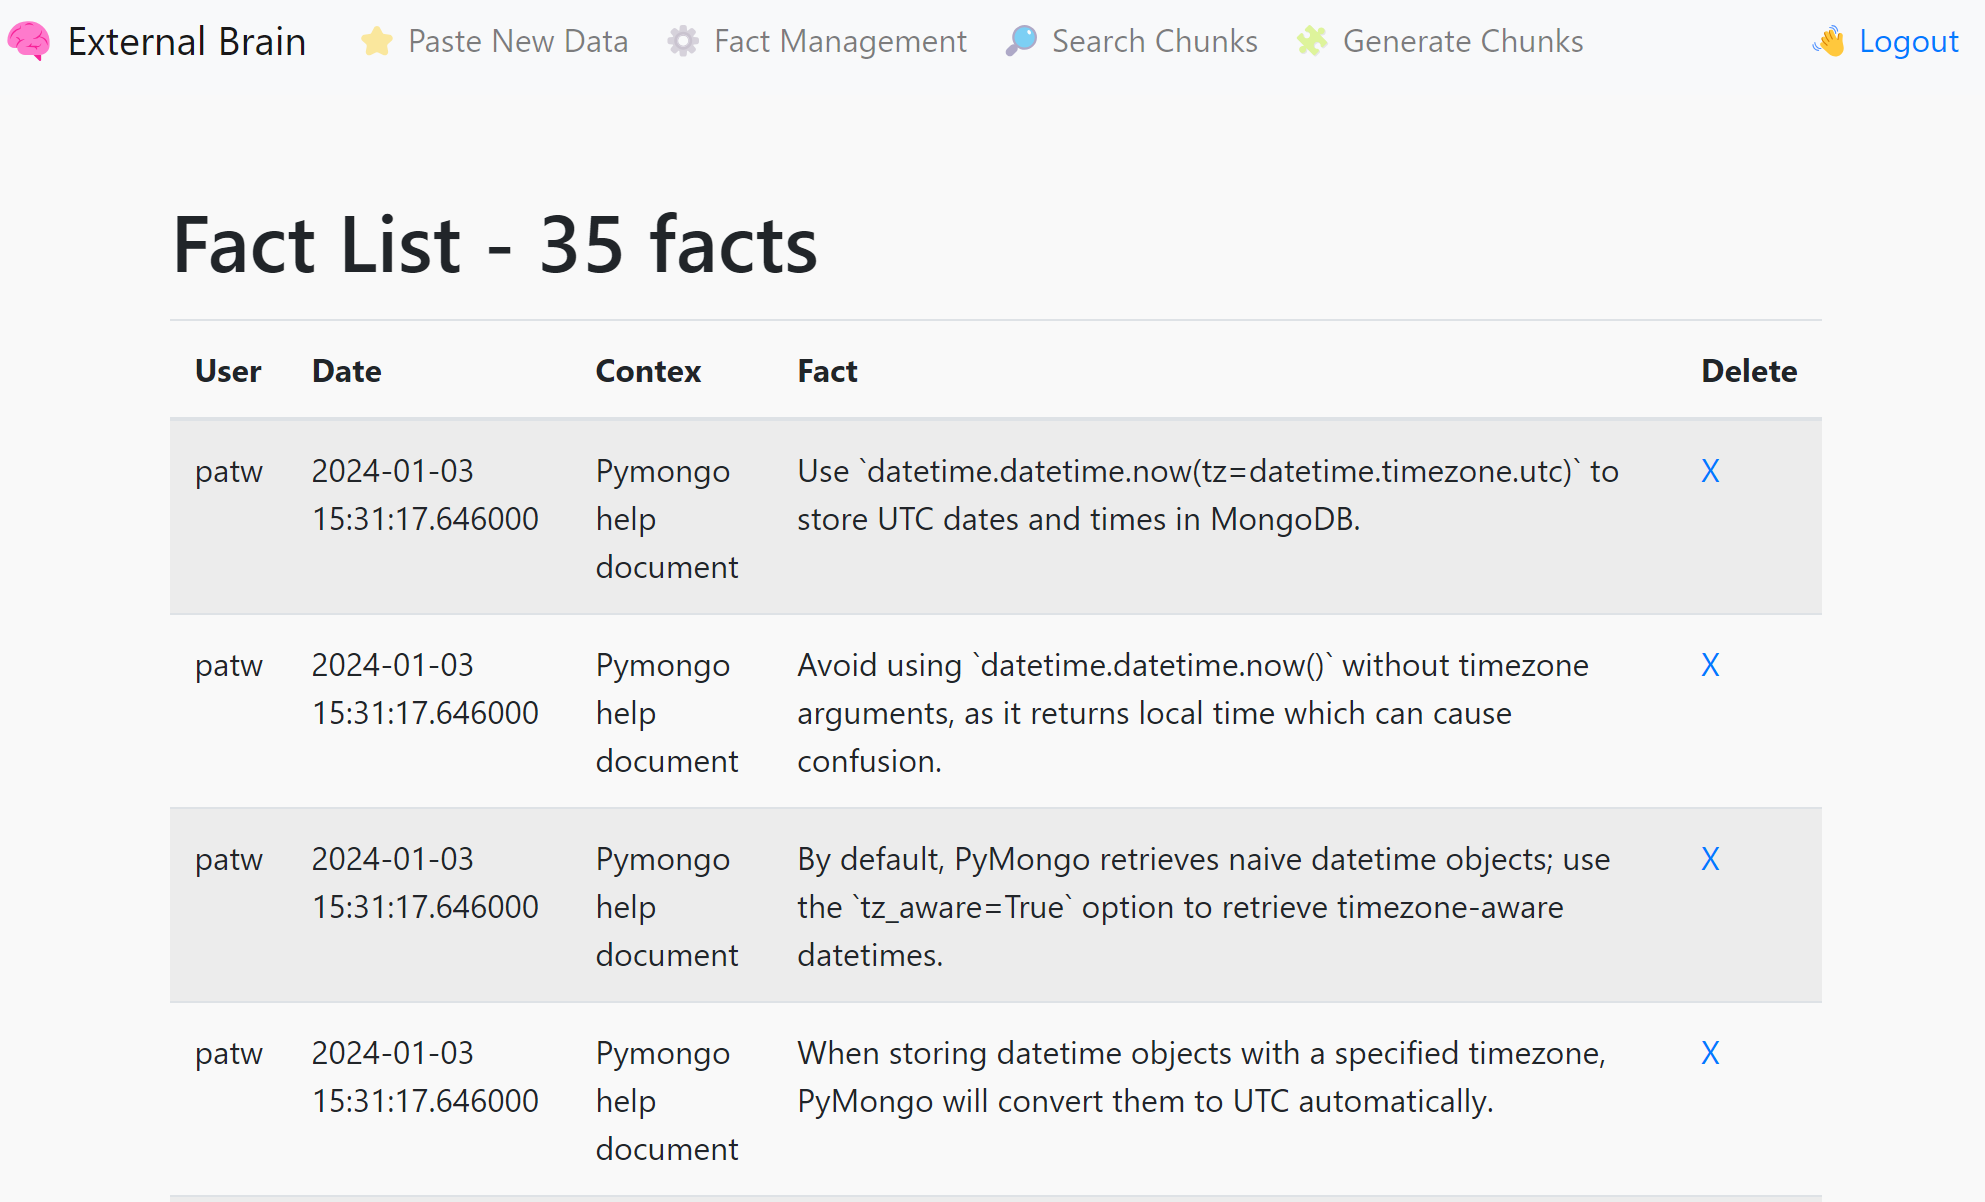 External Brain Paste New Data Fact Management Search Chunks Generate Chunks Logout
Fact List - 35 facts
User Date Contex Fact Delete
patw 2024-01-03 Pymongo Use `datetime.datetime.now(tz=datetime.timezone.utc)` to X
15:31:17.646000 help store UTC dates and times in MongoDB.
document
patw 2024-01-03 Pymongo Avoid using `datetime.datetime.now()` without timezone X
15:31:17.646000 help arguments, as it returns local time which can cause
document confusion.
patw 2024-01-03 Pymongo By default, PyMongo retrieves naive datetime objects; use X
15:31:17.646000 help the `tz_aware=True` option to retrieve timezone-aware
document datetimes.
patw 2024-01-03 Pymongo When storing datetime objects with a specified timezone, X
15:31:17.646000 help PyMongo will convert them to UTC automatically.
document